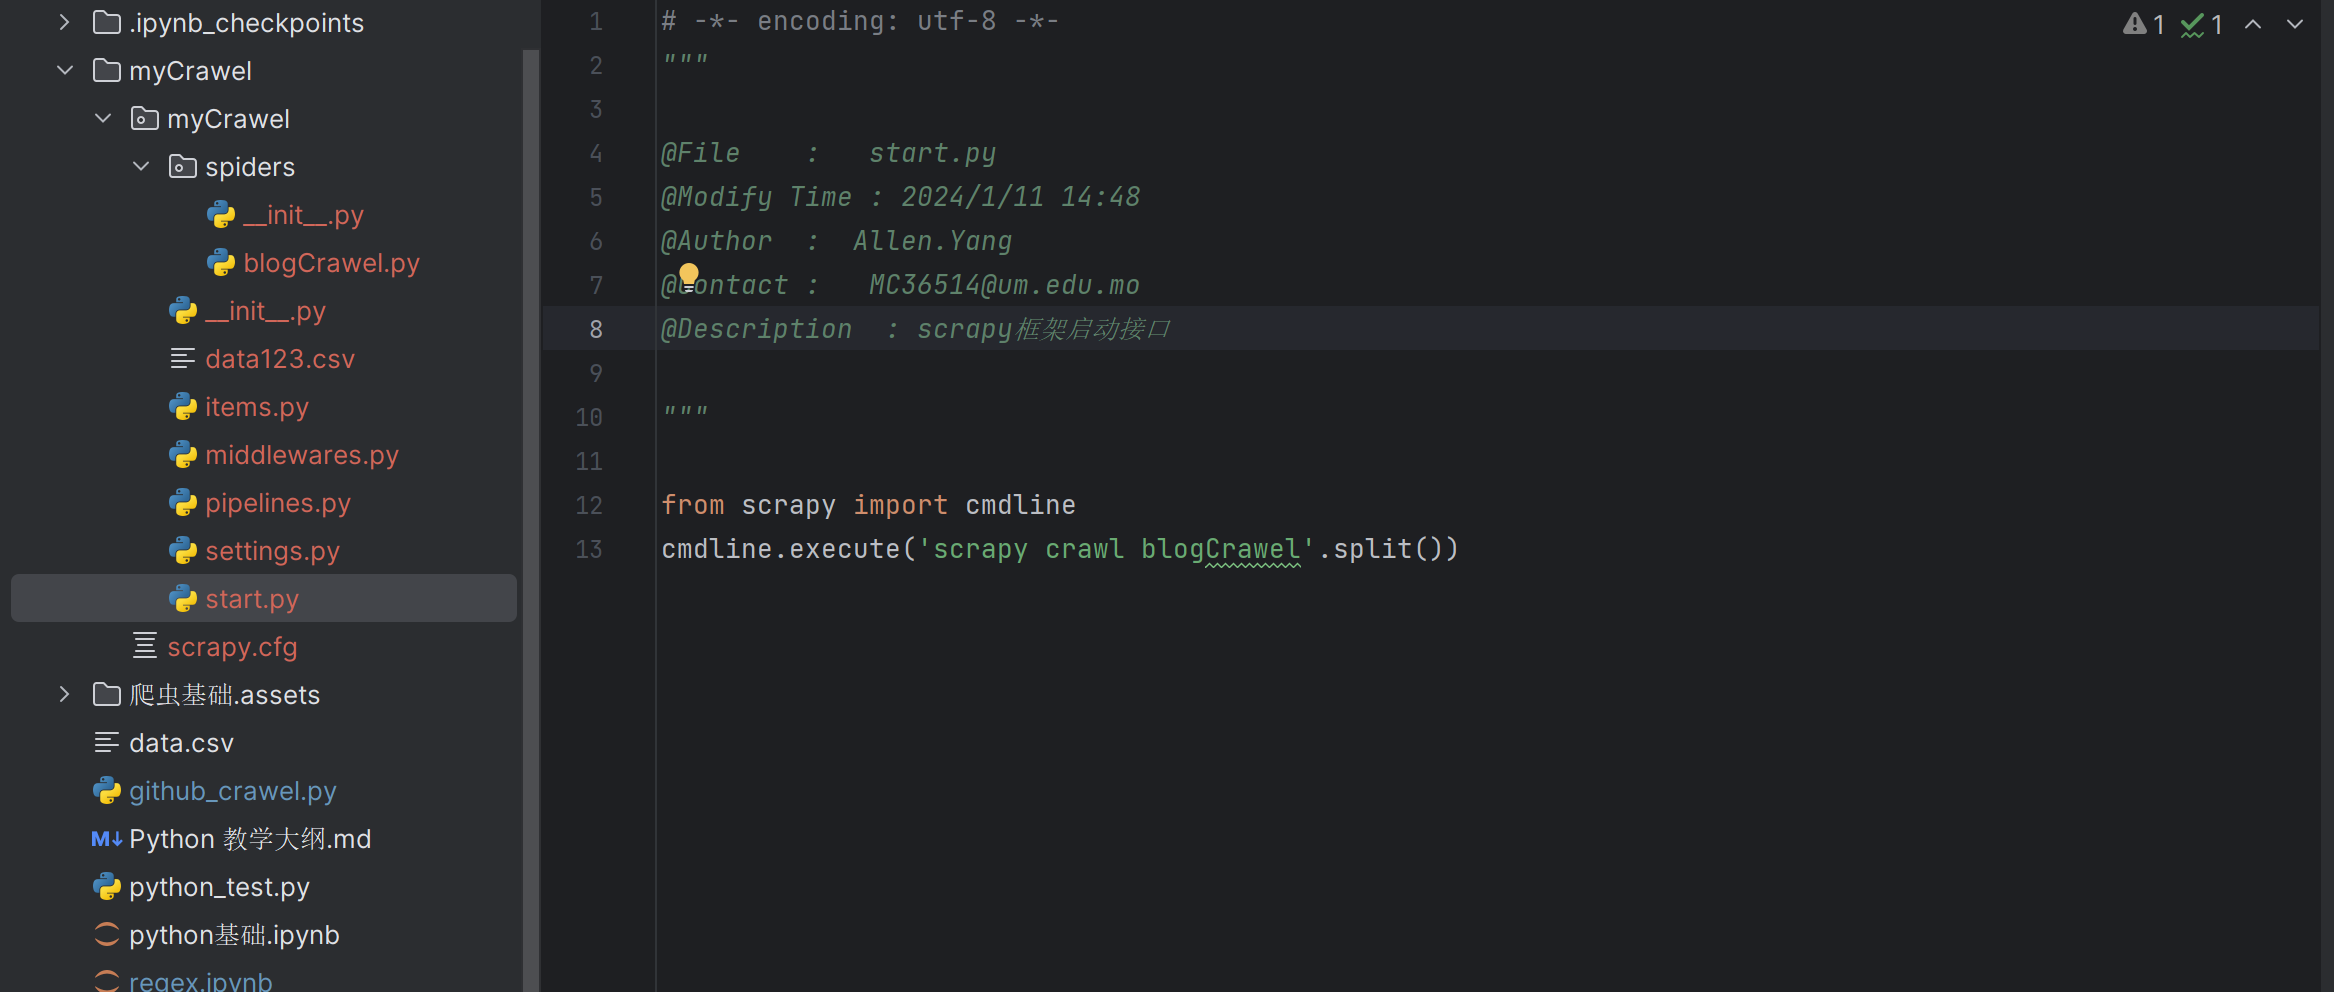 .ipynb_checkpoints
myCrawel
myCrawel
spiders
__init__.py
blogCrawel.py
__init__.py
data123.csv
items.py
middlewares.py
pipelines.py
settings.py
start.py
scrapy.cfg
爬虫基础.assets
data.csv
github_crawel.py
M↓ Python 教学大纲.md
python_test.py
python基础.ipynb
regex.ipynb
1 # -*- encoding: utf-8 -*-
2 """
3
4 @File    :   start.py
5 @Modify Time : 2024/1/11 14:48
6 @Author  :  Allen.Yang
7 @Contact :   MC36514@um.edu.mo
8 @Description  : scrapy框架启动接口
9
10 """
11
12 from scrapy import cmdline
13 cmdline.execute('scrapy crawl blogCrawel'.split())
1 1